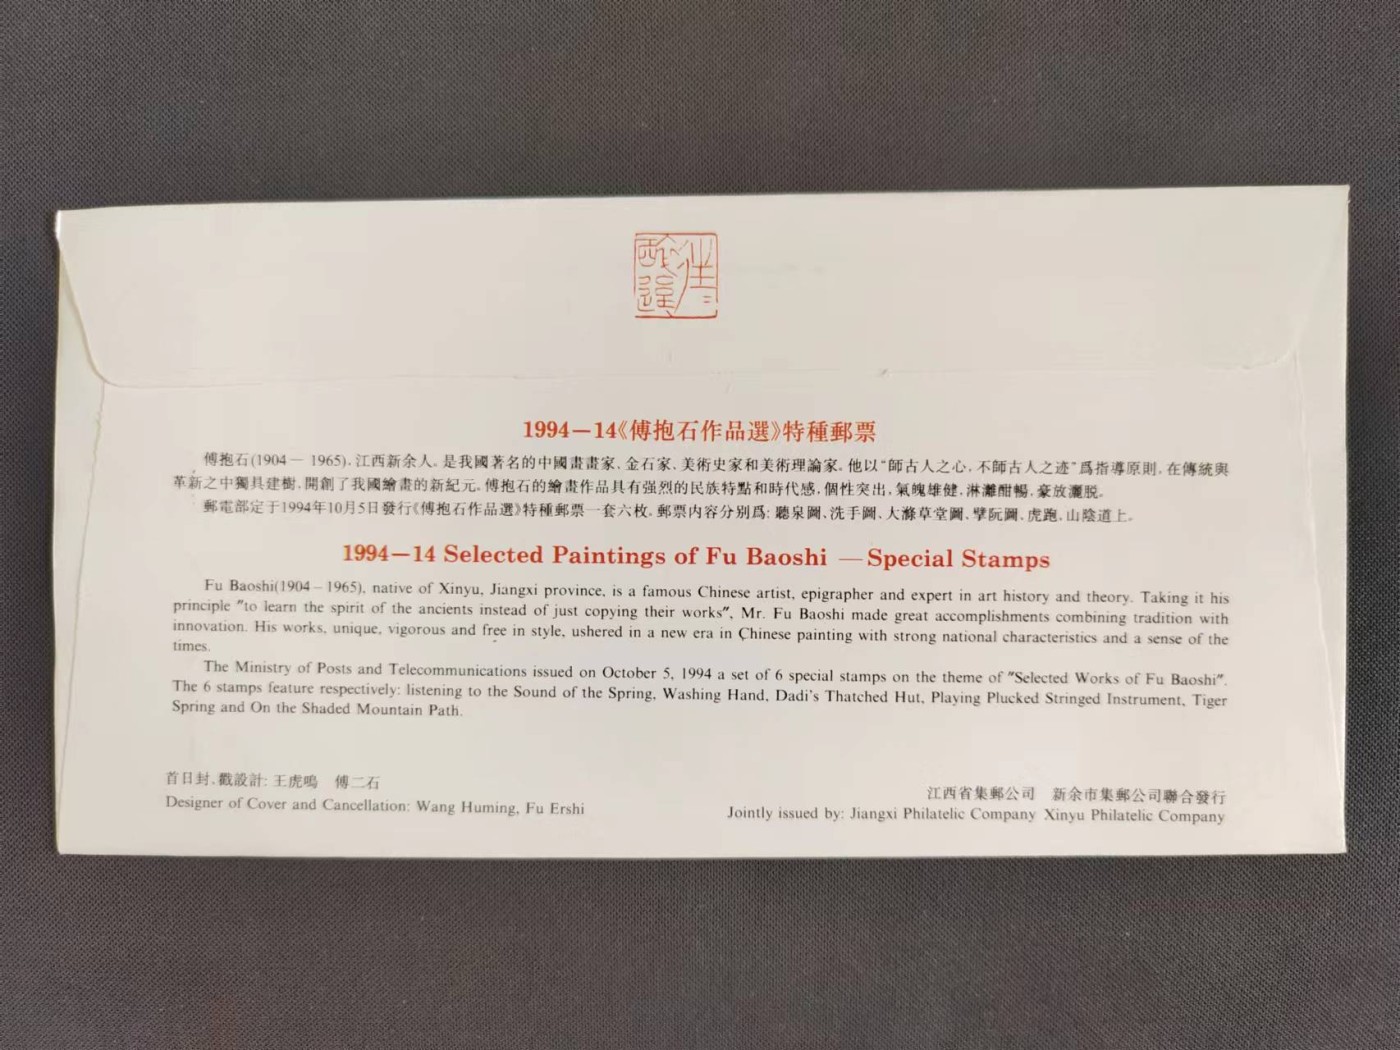 1994－14《傅抱石作品選》特種郵票
傅抱石(1904－1965)，江西新余人。是我國著名的中國畫畫家、金石家、美術史家和美術理論家。他以“師古人之心，不師古人之迹”爲指導原則，在傳統與
革新之中獨具建樹，開創了我國繪畫的新紀元。傅抱石的繪畫作品具有强烈的民族特點和時代感，個性突出，氣魄雄健，淋灕酣暢，豪放灑脱。
郵電部定于1994年10月5日發行《傅抱石作品選》特種郵票一套六枚。郵票内容分别爲：聽泉圖、洗手圖、大滌草堂圖、擘阮圖、虎跑、山陰道上。
1994—14 Selected Paintings of Fu Baoshi — Special Stamps
Fu Baoshi(1904–1965), native of Xinyu, Jiangxi province, is a famous Chinese artist, epigrapher and expert in art history and theory. Taking it his
principle "to learn the spirit of the ancients instead of just copying their works", Mr. Fu Baoshi made great accomplishments combining tradition with
innovation. His works, unique, vigorous and free in style, ushered in a new era in Chinese painting with strong national characteristics and a sense of the
times.
The Ministry of Posts and Telecommunications issued on October 5, 1994 a set of 6 special stamps on the theme of "Selected Works of Fu Baoshi".
The 6 stamps feature respectively: listening to the Sound of the Spring, Washing Hand, Dadi's Thatched Hut, Playing Plucked Stringed Instrument, Tiger
Spring and On the Shaded Mountain Path.
首日封、戳設計：王虎鳴 傅二石
Designer of Cover and Cancellation: Wang Huming, Fu Ershi
江西省集郵公司 新余市集郵公司聯合發行
Jointly issued by: Jiangxi Philatelic Company Xinyu Philatelic Company